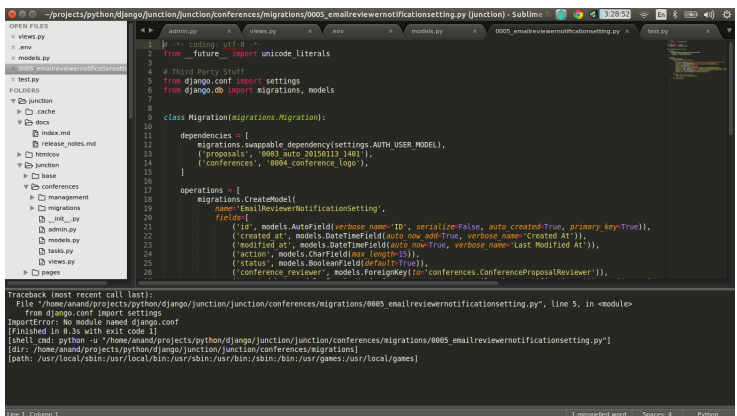 ~/projects/python/django/junction/junction/conferences/migrations/0005_emailreviewernotificationsetting.py (junction) - Sublime T
3:28:52
En
OPEN FILES
views.py
.env
models.py
0005_emailreviewernotificationsetti
test.py
FOLDERS
junction
.cache
docs
index.md
release_notes.md
htmlcov
junction
base
conferences
management
migrations
__init__.py
admin.py
models.py
tasks.py
views.py
pages
admin.py
views.py
.env
models.py
0005_emailreviewernotificationsetting.py
test.py
1 # -*- coding: utf-8 -*-
2 from __future__ import unicode_literals
3
4 # Third Party Stuff
5 from django.conf import settings
6 from django.db import migrations, models
7
8
9 class Migration(migrations.Migration):
10
11 dependencies = [
12 migrations.swappable_dependency(settings.AUTH_USER_MODEL),
13 ('proposals', '0003_auto_20150113_1401'),
14 ('conferences', '0004_conference_logo'),
15 ]
16
17 operations = [
18 migrations.CreateModel(
19 name='EmailReviewerNotificationSetting',
20 fields=[
21 ('id', models.AutoField(verbose_name='ID', serialize=False, auto_created=True, primary_key=True)),
22 ('created_at', models.DateTimeField(auto_now_add=True, verbose_name='Created At')),
23 ('modified_at', models.DateTimeField(auto_now=True, verbose_name='Last Modified At')),
24 ('action', models.CharField(max_length=15)),
25 ('status', models.BooleanField(default=True)),
26 ('conference_reviewer', models.ForeignKey(to='conferences.ConferenceProposalReviewer')),
Traceback (most recent call last):
File "/home/anand/projects/python/django/junction/junction/conferences/migrations/0005_emailreviewernotificationsetting.py", line 5, in <module>
from django.conf import settings
ImportError: No module named django.conf
[Finished in 0.3s with exit code 1]
[shell_cmd: python -u "/home/anand/projects/python/django/junction/junction/conferences/migrations/0005_emailreviewernotificationsetting.py"]
[dir: /home/anand/projects/python/django/junction/junction/conferences/migrations]
[path: /usr/local/sbin:/usr/local/bin:/usr/sbin:/usr/bin:/sbin:/bin:/usr/games:/usr/local/games]
Line 1, Column 1
1 misspelled word
Spaces: 4
Python